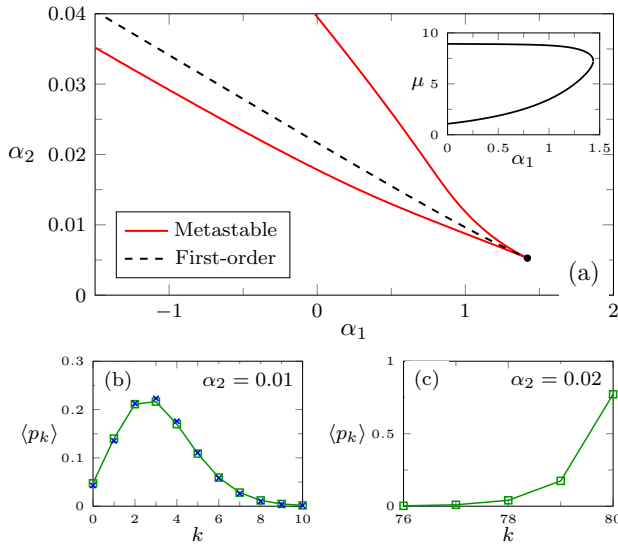 0.04
0.03
0.02
0.01
0
α₂
−1
0
1
2
α₁
Metastable
First-order
(a)
10
5
0
μ
0
0.5
1
1.5
α₁
(b)
α₂ = 0.01
0.3
0.2
0.1
0
⟨pₖ⟩
0 2 4 6 8 10
k
(c)
α₂ = 0.02
1
0.5
0
⟨pₖ⟩
76 78 80
k